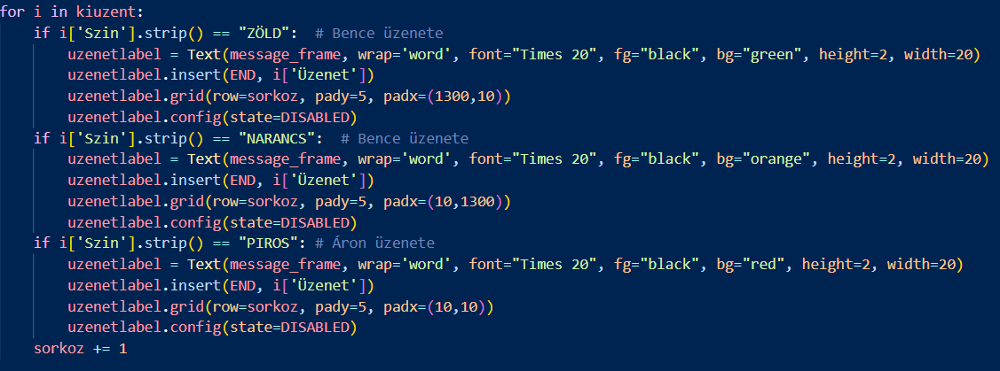 for i in kiuzent:
    if i['Szin'].strip() == "ZÖLD":  # Bence üzenete
        uzenetlabel = Text(message_frame, wrap='word', font="Times 20", fg="black", bg="green", height=2, width=20)
        uzenetlabel.insert(END, i['Üzenet'])
        uzenetlabel.grid(row=sorkoz, pady=5, padx=(1300,10))
        uzenetlabel.config(state=DISABLED)
    if i['Szin'].strip() == "NARANCS":  # Bence üzenete
        uzenetlabel = Text(message_frame, wrap='word', font="Times 20", fg="black", bg="orange", height=2, width=20)
        uzenetlabel.insert(END, i['Üzenet'])
        uzenetlabel.grid(row=sorkoz, pady=5, padx=(10,1300))
        uzenetlabel.config(state=DISABLED)
    if i['Szin'].strip() == "PIROS": # Áron üzenete
        uzenetlabel = Text(message_frame, wrap='word', font="Times 20", fg="black", bg="red", height=2, width=20)
        uzenetlabel.insert(END, i['Üzenet'])
        uzenetlabel.grid(row=sorkoz, pady=5, padx=(10,10))
        uzenetlabel.config(state=DISABLED)
    sorkoz += 1